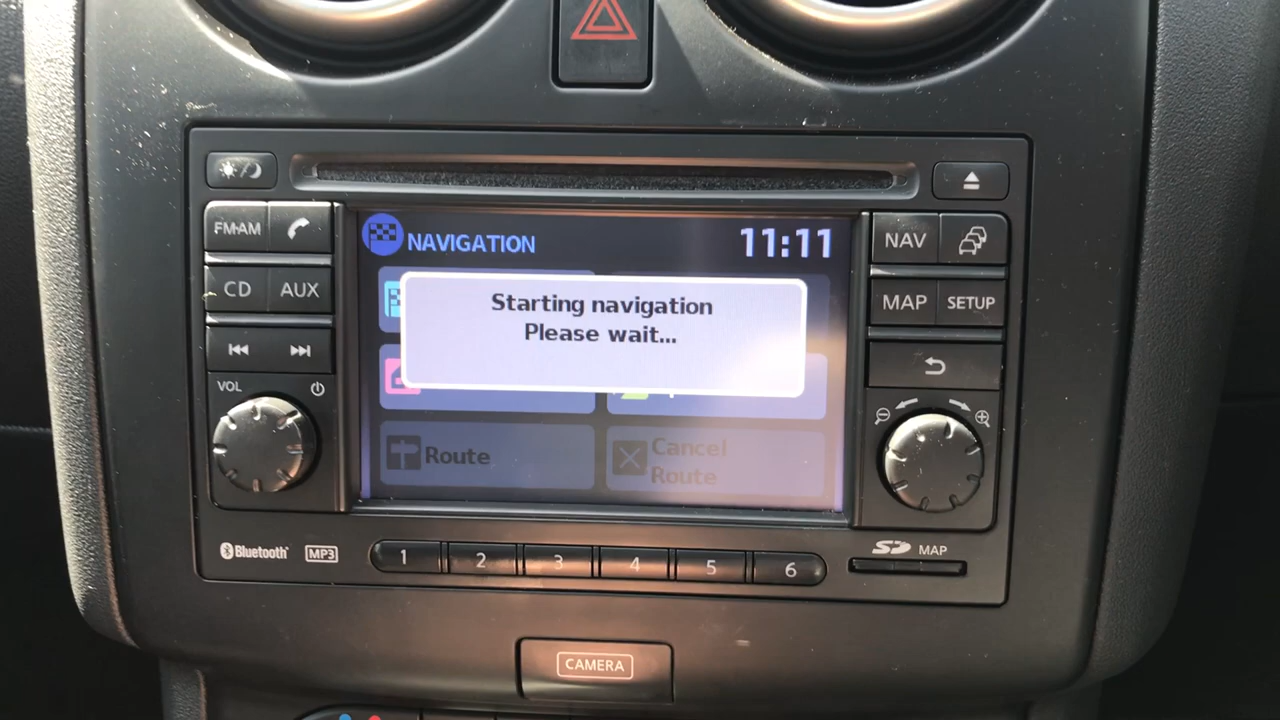 FM·AM
CD
AUX
VOL
NAVIGATION
11:11
Starting navigation
Please wait...
Route
Cancel
Route
NAV
MAP
SETUP
Bluetooth
MP3
1
2
3
4
5
6
SD MAP
CAMERA